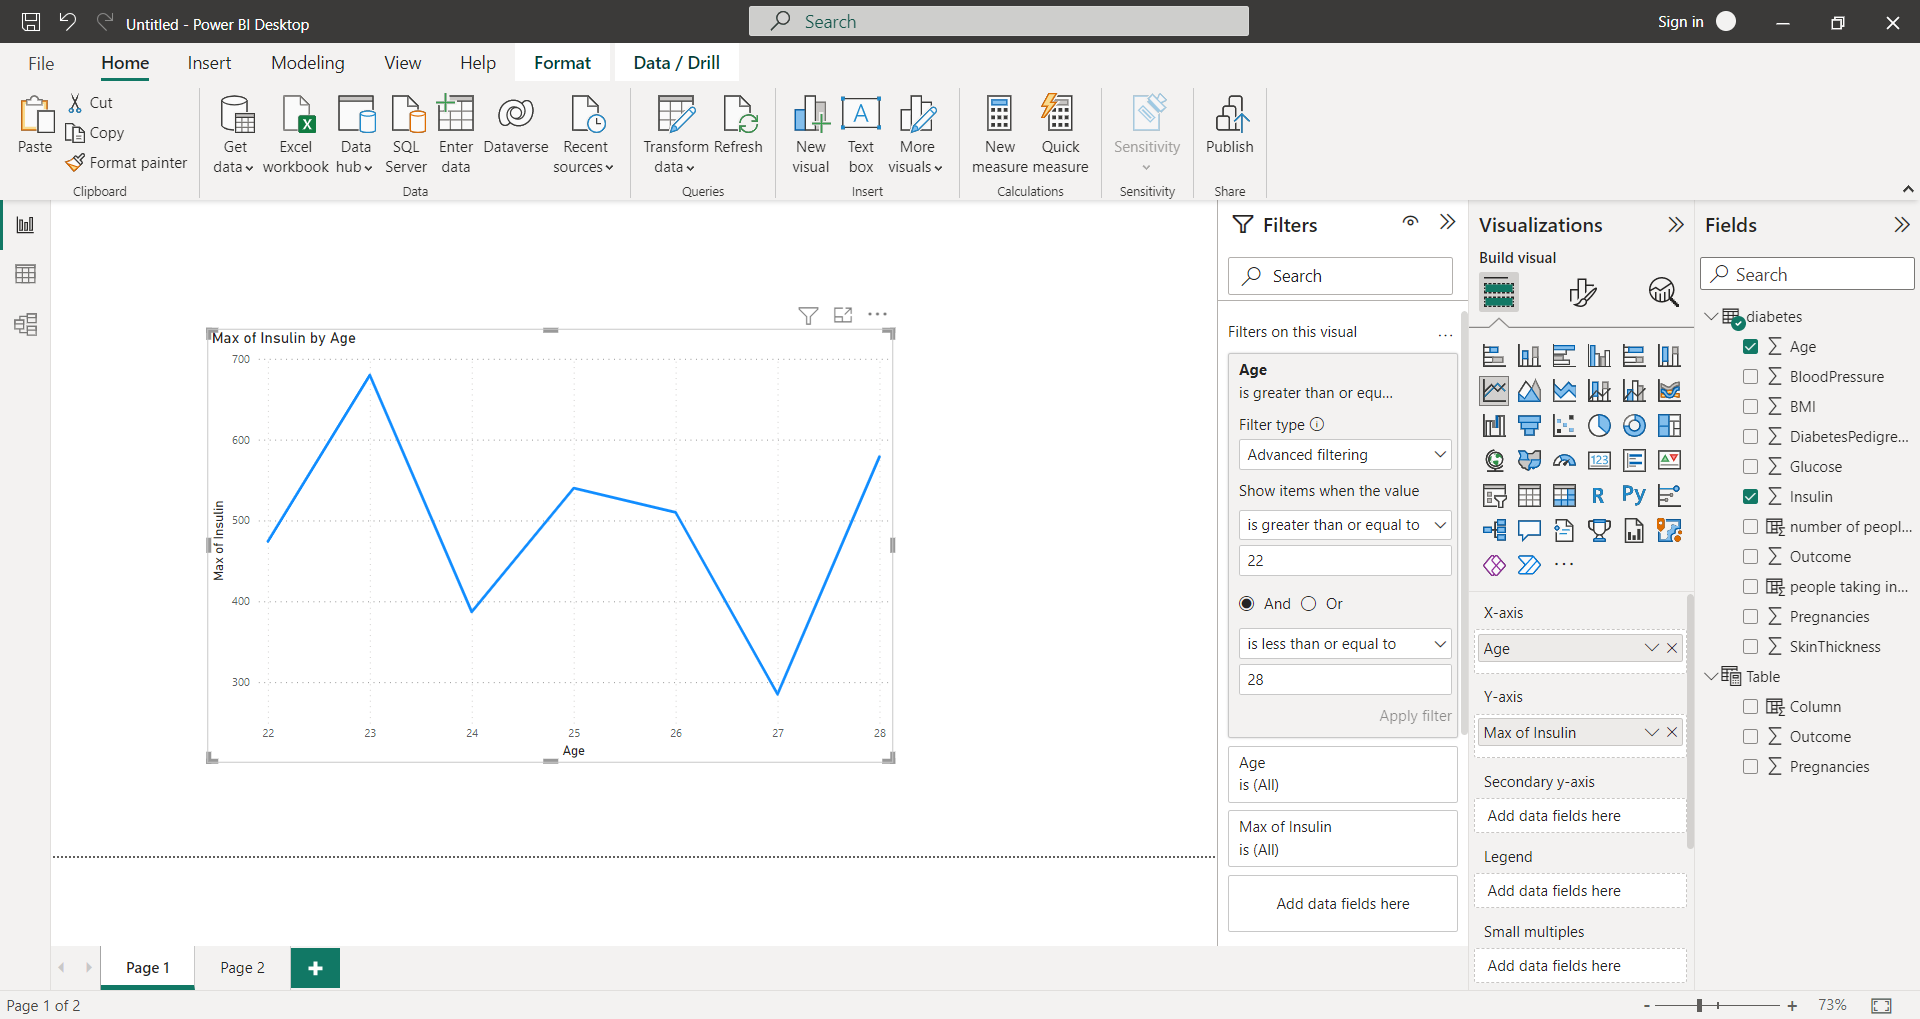 Untitled - Power BI Desktop
Search
Sign in
File Home Insert Modeling View Help Format Data / Drill
Paste
Cut
Copy
Format painter
Clipboard
Get data
Excel workbook
Data hub
SQL Server
Enter data
Dataverse
Recent sources
Data
Transform data
Refresh
Queries
New visual
Text box
More visuals
Insert
New measure
Quick measure
Calculations
Sensitivity
Sensitivity
Publish
Share
Max of Insulin by Age
700
600
500
400
300
Max of Insulin
22 23 24 25 26 27 28
Age
Filters
Search
Filters on this visual
...
Age
is greater than or equ...
Filter type
Advanced filtering
Show items when the value
is greater than or equal to
22
And Or
is less than or equal to
28
Apply filter
Age
is (All)
Max of Insulin
is (All)
Add data fields here
Visualizations
Build visual
123
R
Py
...
X-axis
Age
Y-axis
Max of Insulin
Secondary y-axis
Add data fields here
Legend
Add data fields here
Small multiples
Add data fields here
Fields
Search
diabetes
Age
BloodPressure
BMI
DiabetesPedigre...
Glucose
Insulin
number of peopl...
Outcome
people taking in...
Pregnancies
SkinThickness
Table
Column
Outcome
Pregnancies
Page 1
Page 2
+
Page 1 of 2
- + 73%